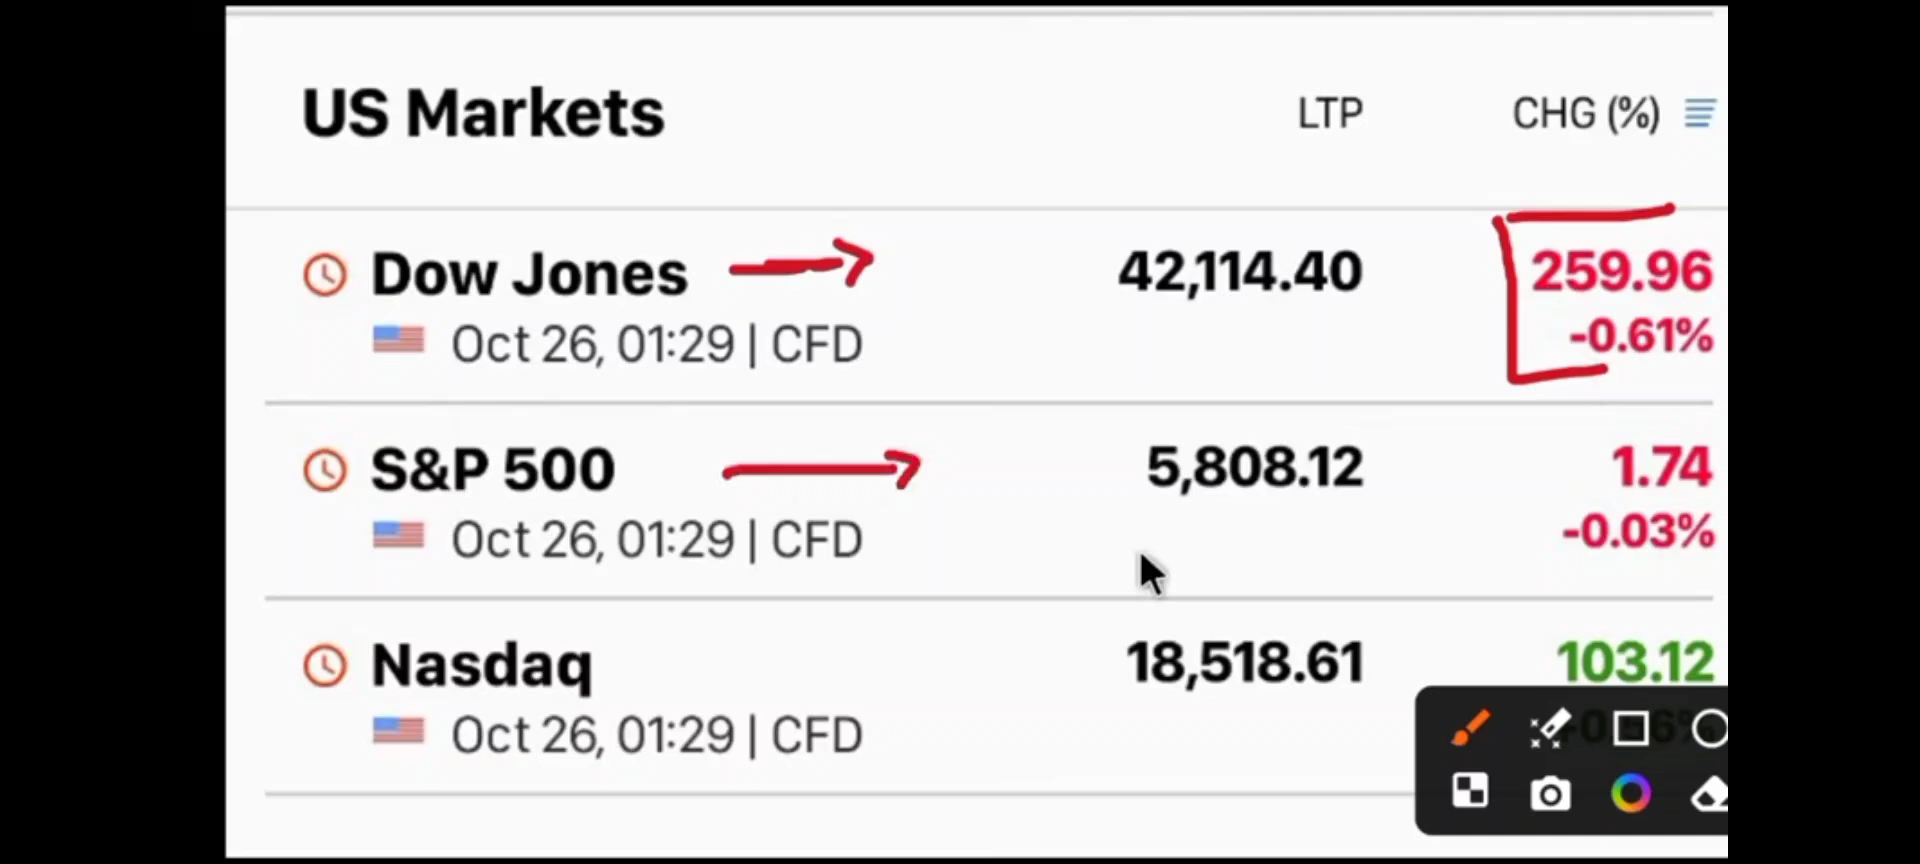 US Markets LTP CHG (%)
Dow Jones 42,114.40 259.96
Oct 26, 01:29 | CFD -0.61%
S&P 500 5,808.12 1.74
Oct 26, 01:29 | CFD -0.03%
Nasdaq 18,518.61 103.12
Oct 26, 01:29 | CFD